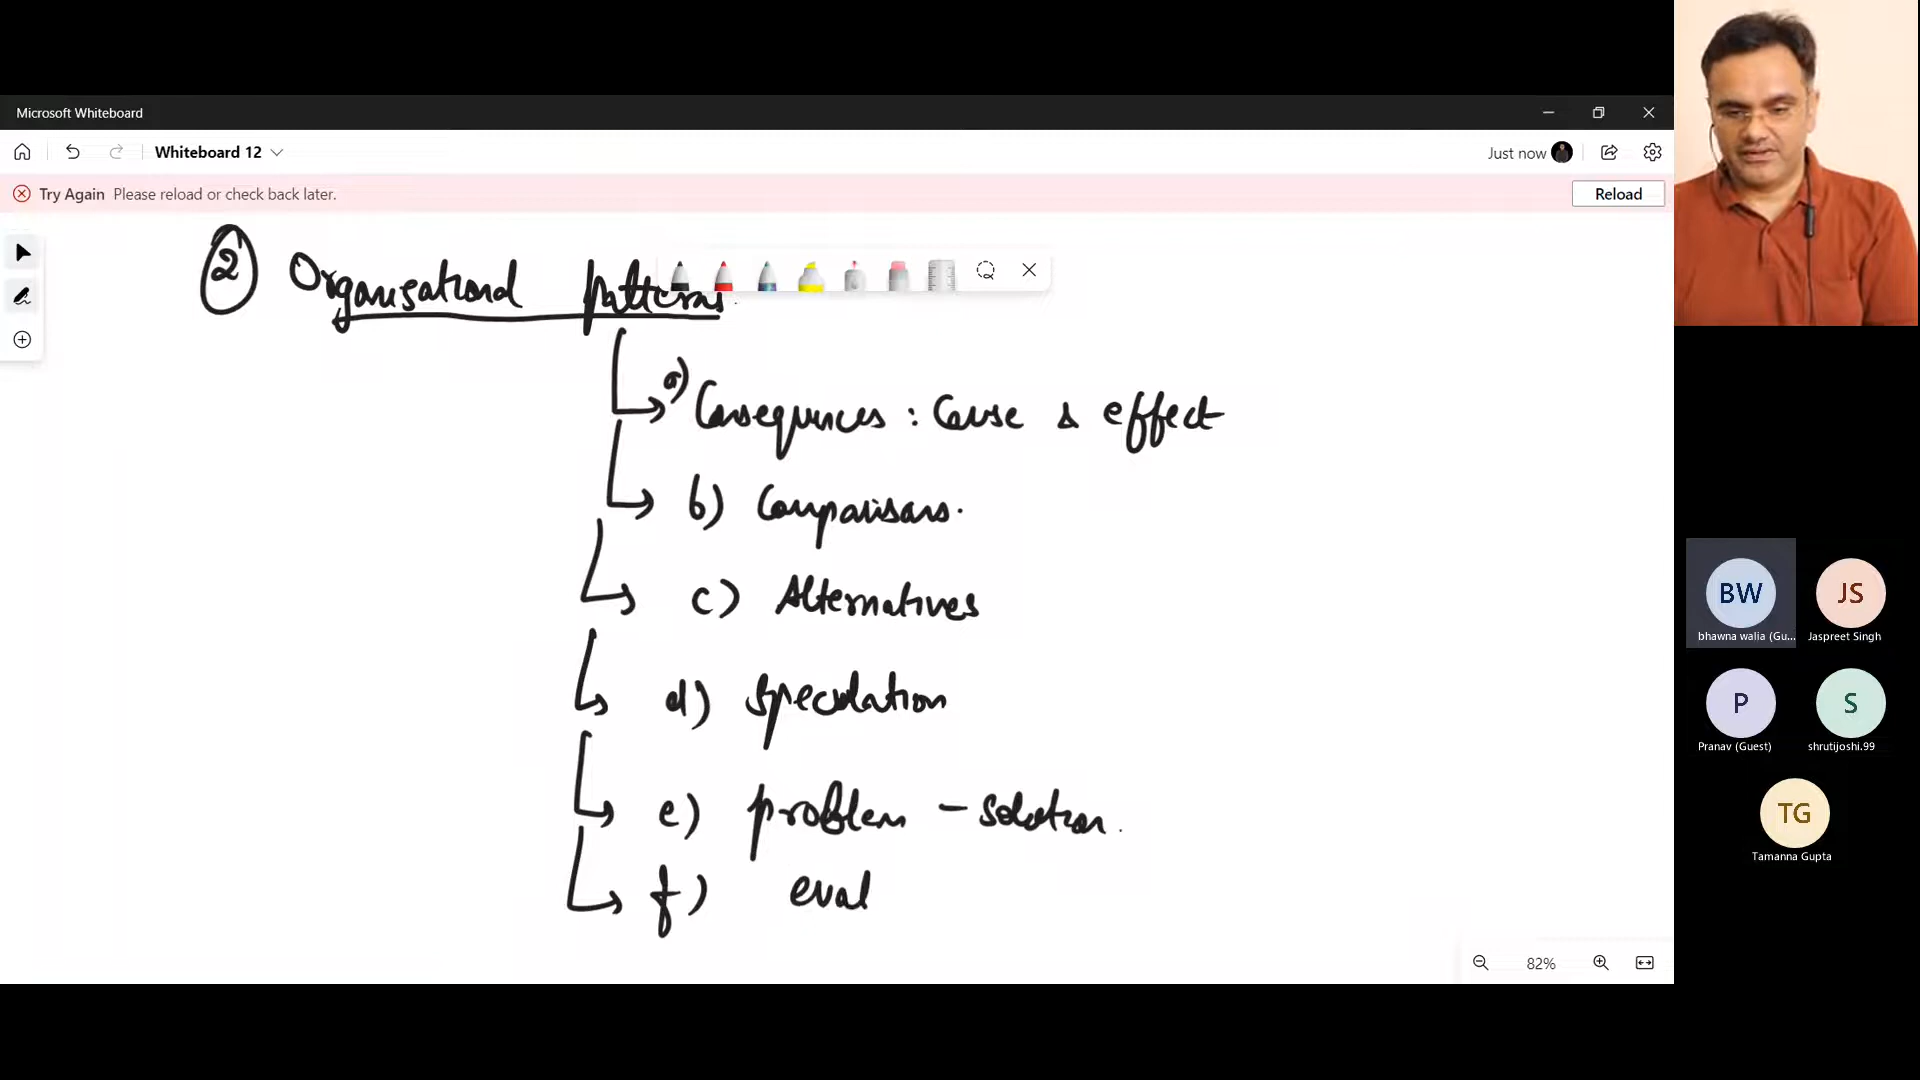 Microsoft Whiteboard
Whiteboard 12
Just now
Try Again Please reload or check back later.
Reload
② Organisational patterns.
a) Consequences : Cause & effect
b) Comparisons.
c) Alternatives
d) Speculation
e) problem - solution.
f) eval
82%
BW
JS
bhawna walia (Gu...
Jaspreet Singh
P
S
Pranav (Guest)
shrutijoshi.99
TG
Tamanna Gupta